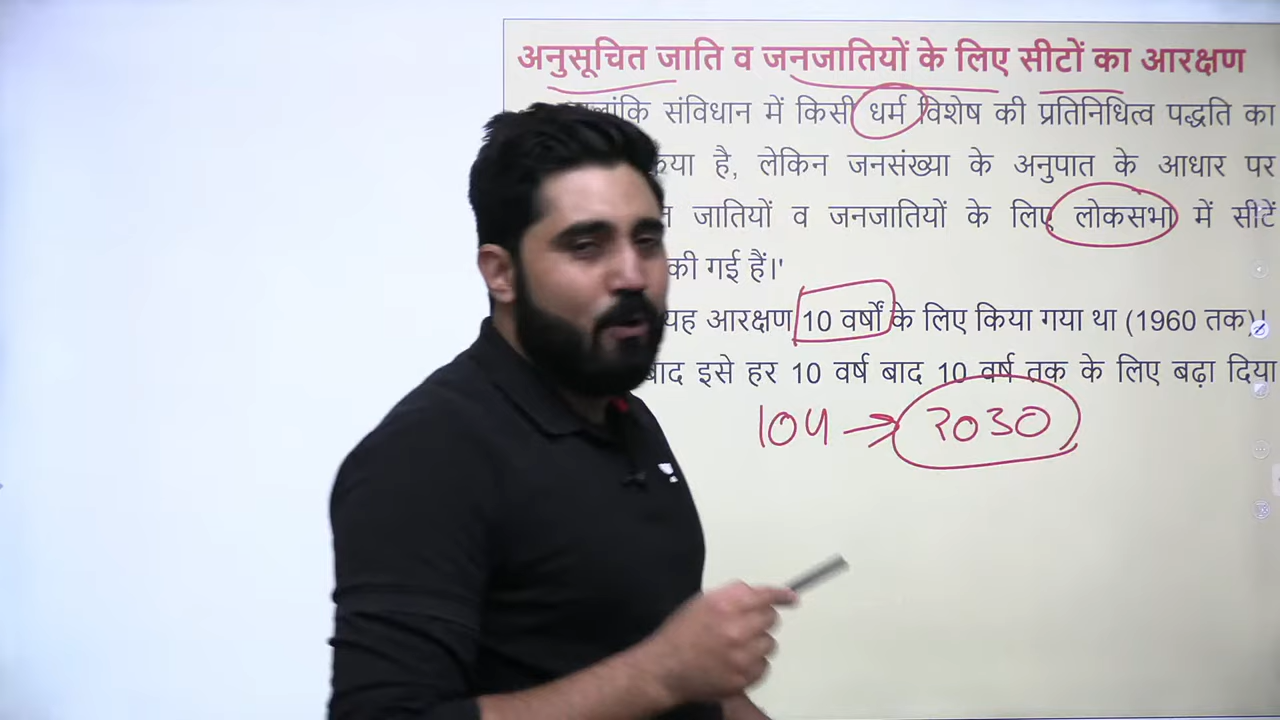 अनुसूचित जाति व जनजातियों के लिए सीटों का आरक्षण
संविधान में किसी धर्म विशेष की प्रतिनिधित्व पद्धति का
है, लेकिन जनसंख्या के अनुपात के आधार पर
जातियों व जनजातियों के लिए लोकसभा में सीटें
की गई हैं।'
यह आरक्षण 10 वर्षों के लिए किया गया था (1960 तक)।
बाद इसे हर 10 वर्ष बाद 10 वर्ष तक के लिए बढ़ा दिया
104 → 2030